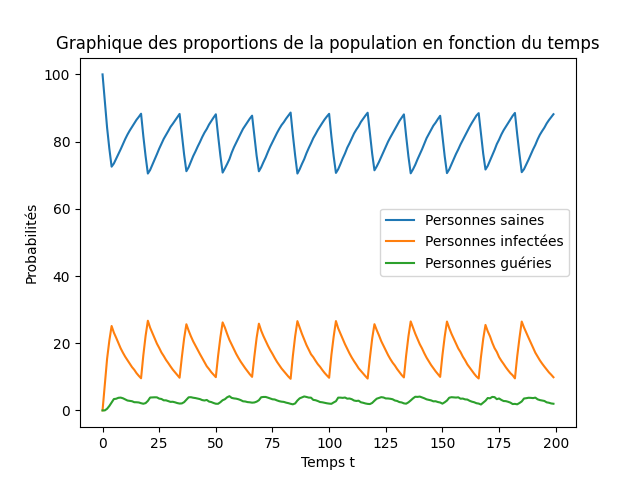 Graphique des proportions de la population en fonction du temps
100
80
60
40
20
0
Probabilités
Personnes saines
Personnes infectées
Personnes guéries
0 25 50 75 100 125 150 175 200
Temps t